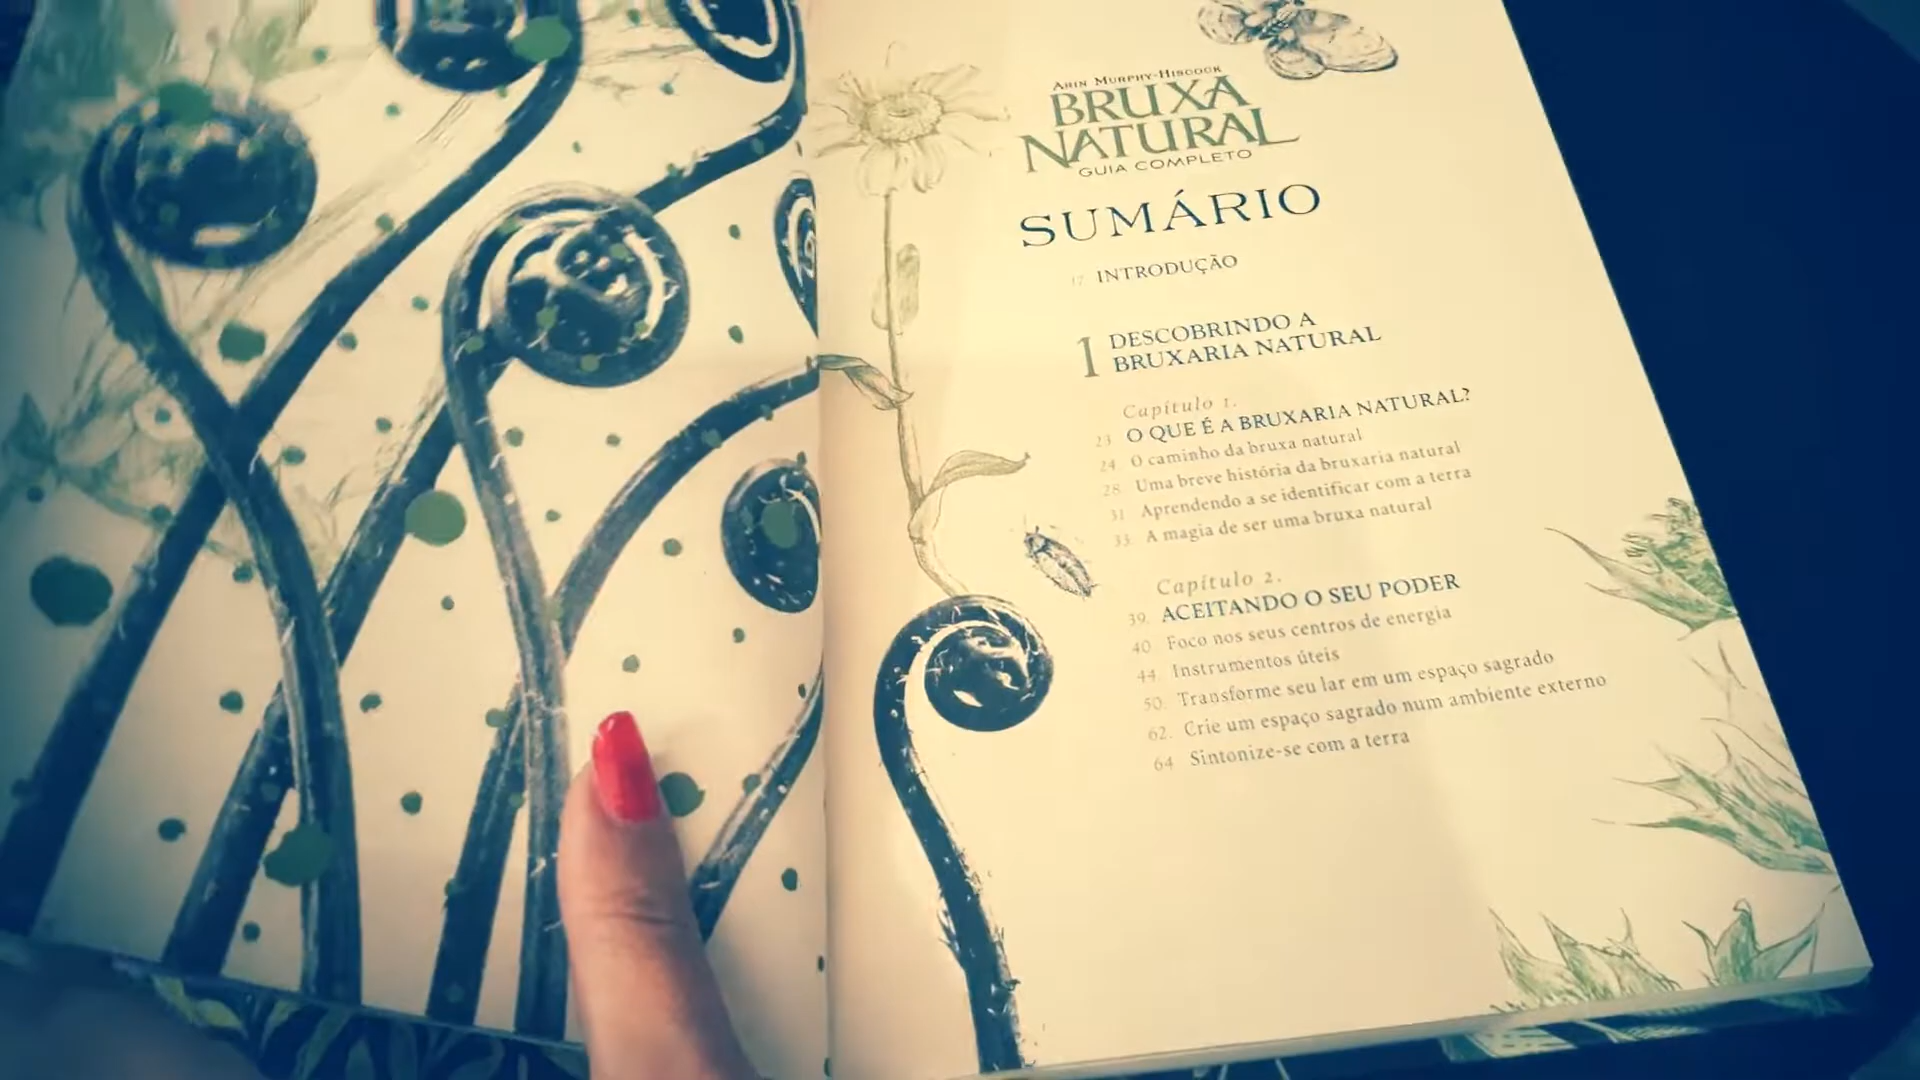 Arin Murphy-Hiscock
BRUXA
NATURAL
GUIA COMPLETO
SUMÁRIO
17 INTRODUÇÃO
1 DESCOBRINDO A
BRUXARIA NATURAL
Capítulo 1.
23. O QUE É A BRUXARIA NATURAL?
24. O caminho da bruxa natural
28. Uma breve história da bruxaria natural
31. Aprendendo a se identificar com a terra
33. A magia de ser uma bruxa natural
Capítulo 2.
39. ACEITANDO O SEU PODER
40 Foco nos seus centros de energia
44. Instrumentos úteis
50. Transforme seu lar em um espaço sagrado
62. Crie um espaço sagrado num ambiente externo
64 Sintonize-se com a terra